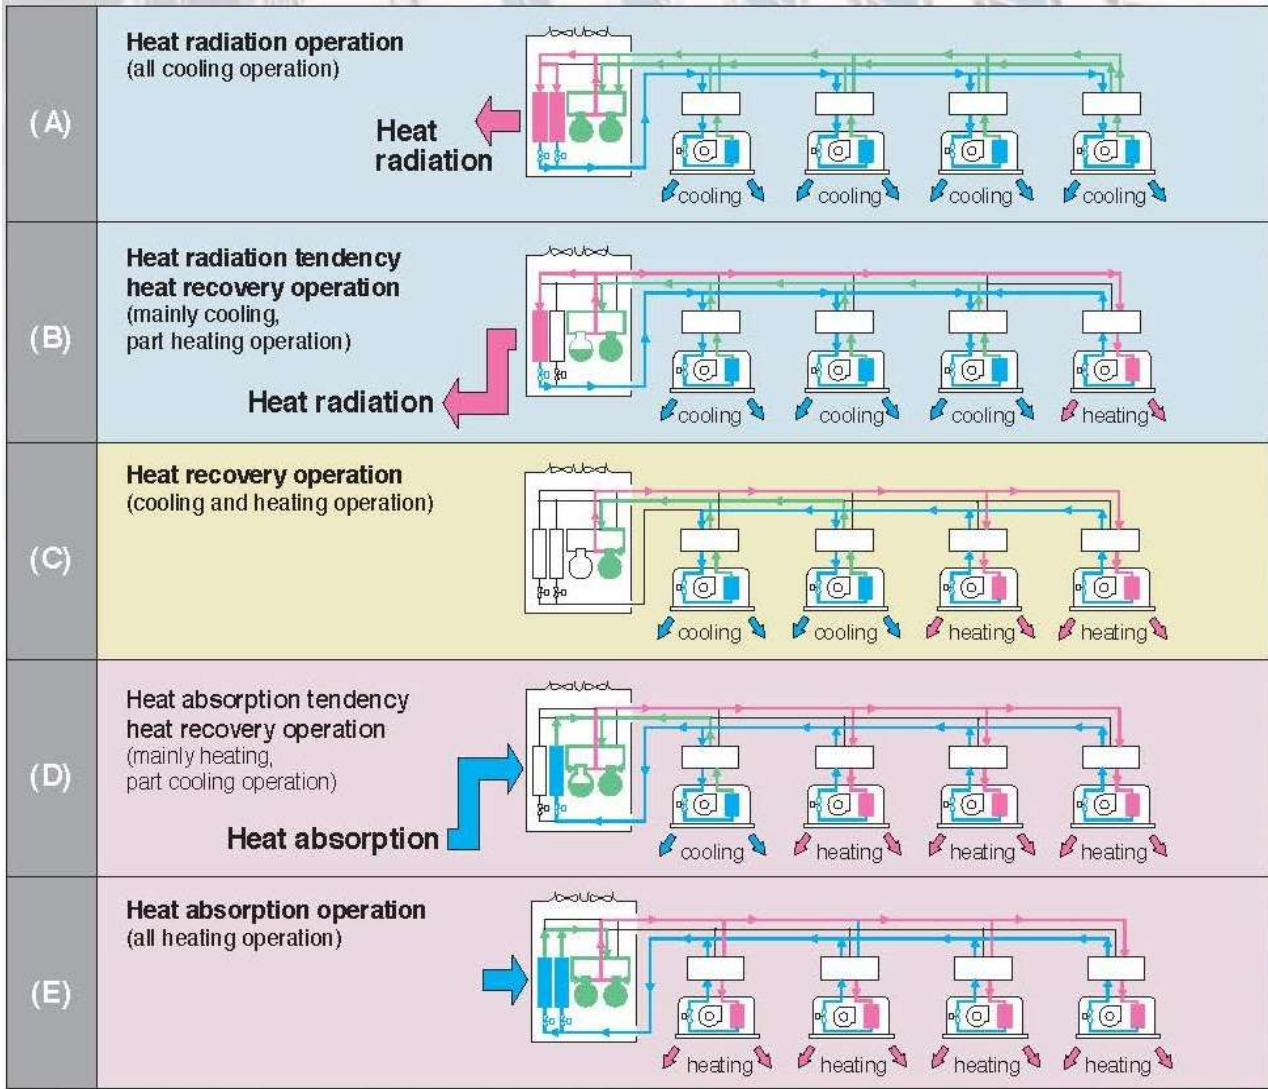 (A)
Heat radiation operation
(all cooling operation)
Heat
radiation
cooling cooling cooling cooling
(B)
Heat radiation tendency
heat recovery operation
(mainly cooling,
part heating operation)
Heat radiation
cooling cooling cooling heating
(C)
Heat recovery operation
(cooling and heating operation)
cooling cooling heating heating
(D)
Heat absorption tendency
heat recovery operation
(mainly heating,
part cooling operation)
Heat absorption
cooling heating heating heating
(E)
Heat absorption operation
(all heating operation)
heating heating heating heating